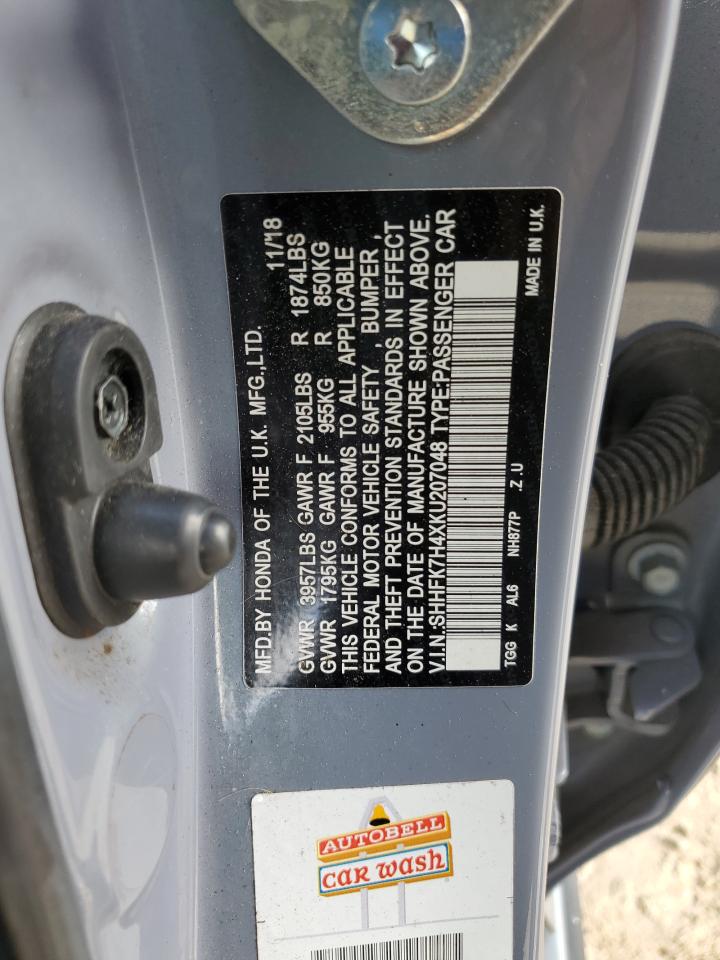 MFD.BY HONDA OF THE U.K. MFG.,LTD. 11/18
GVWR 3957LBS GAWR F 2105LBS R 1874LBS
GVWR 1795KG GAWR F 955KG R 850KG
THIS VEHICLE CONFORMS TO ALL APPLICABLE
FEDERAL MOTOR VEHICLE SAFETY , BUMPER ,
AND THEFT PREVENTION STANDARDS IN EFFECT
ON THE DATE OF MANUFACTURE SHOWN ABOVE.
V.I.N.:SHHFK7H4XKU207048 TYPE:PASSENGER CAR
TGG K AL6 NH877P .Z .U
MADE IN U.K.
AUTOBELL
CAR WASH